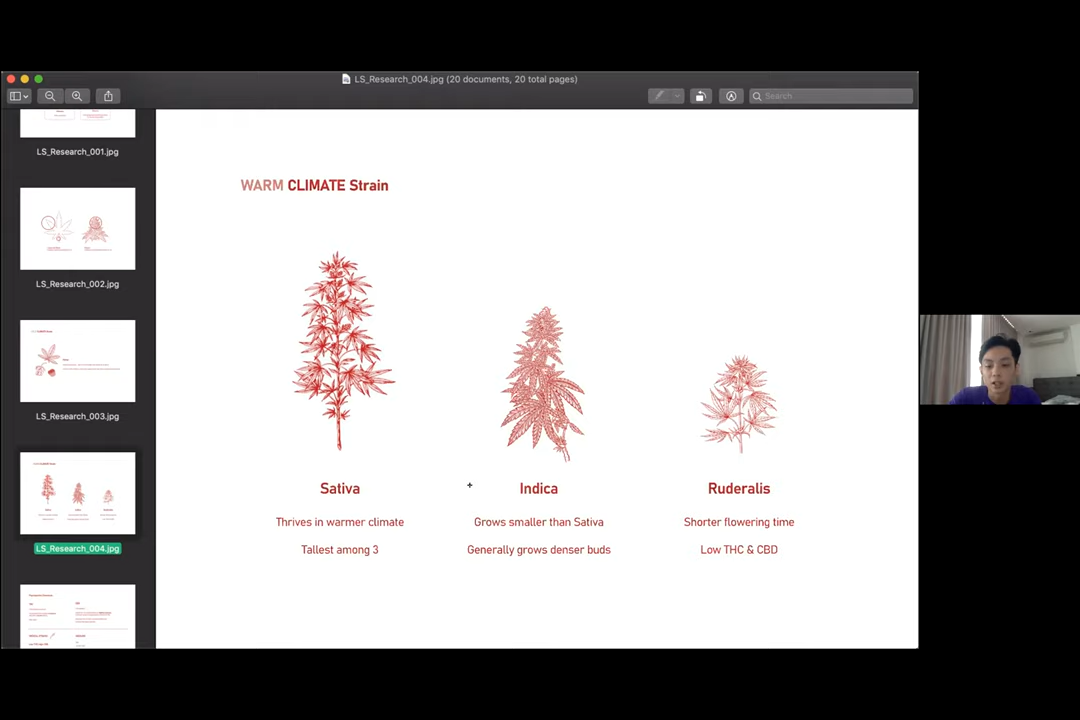 LS_Research_004.jpg (20 documents, 20 total pages)
Search
LS_Research_001.jpg
LS_Research_002.jpg
LS_Research_003.jpg
LS_Research_004.jpg
WARM CLIMATE Strain
Sativa
Thrives in warmer climate
Tallest among 3
Indica
Grows smaller than Sativa
Generally grows denser buds
Ruderalis
Shorter flowering time
Low THC & CBD